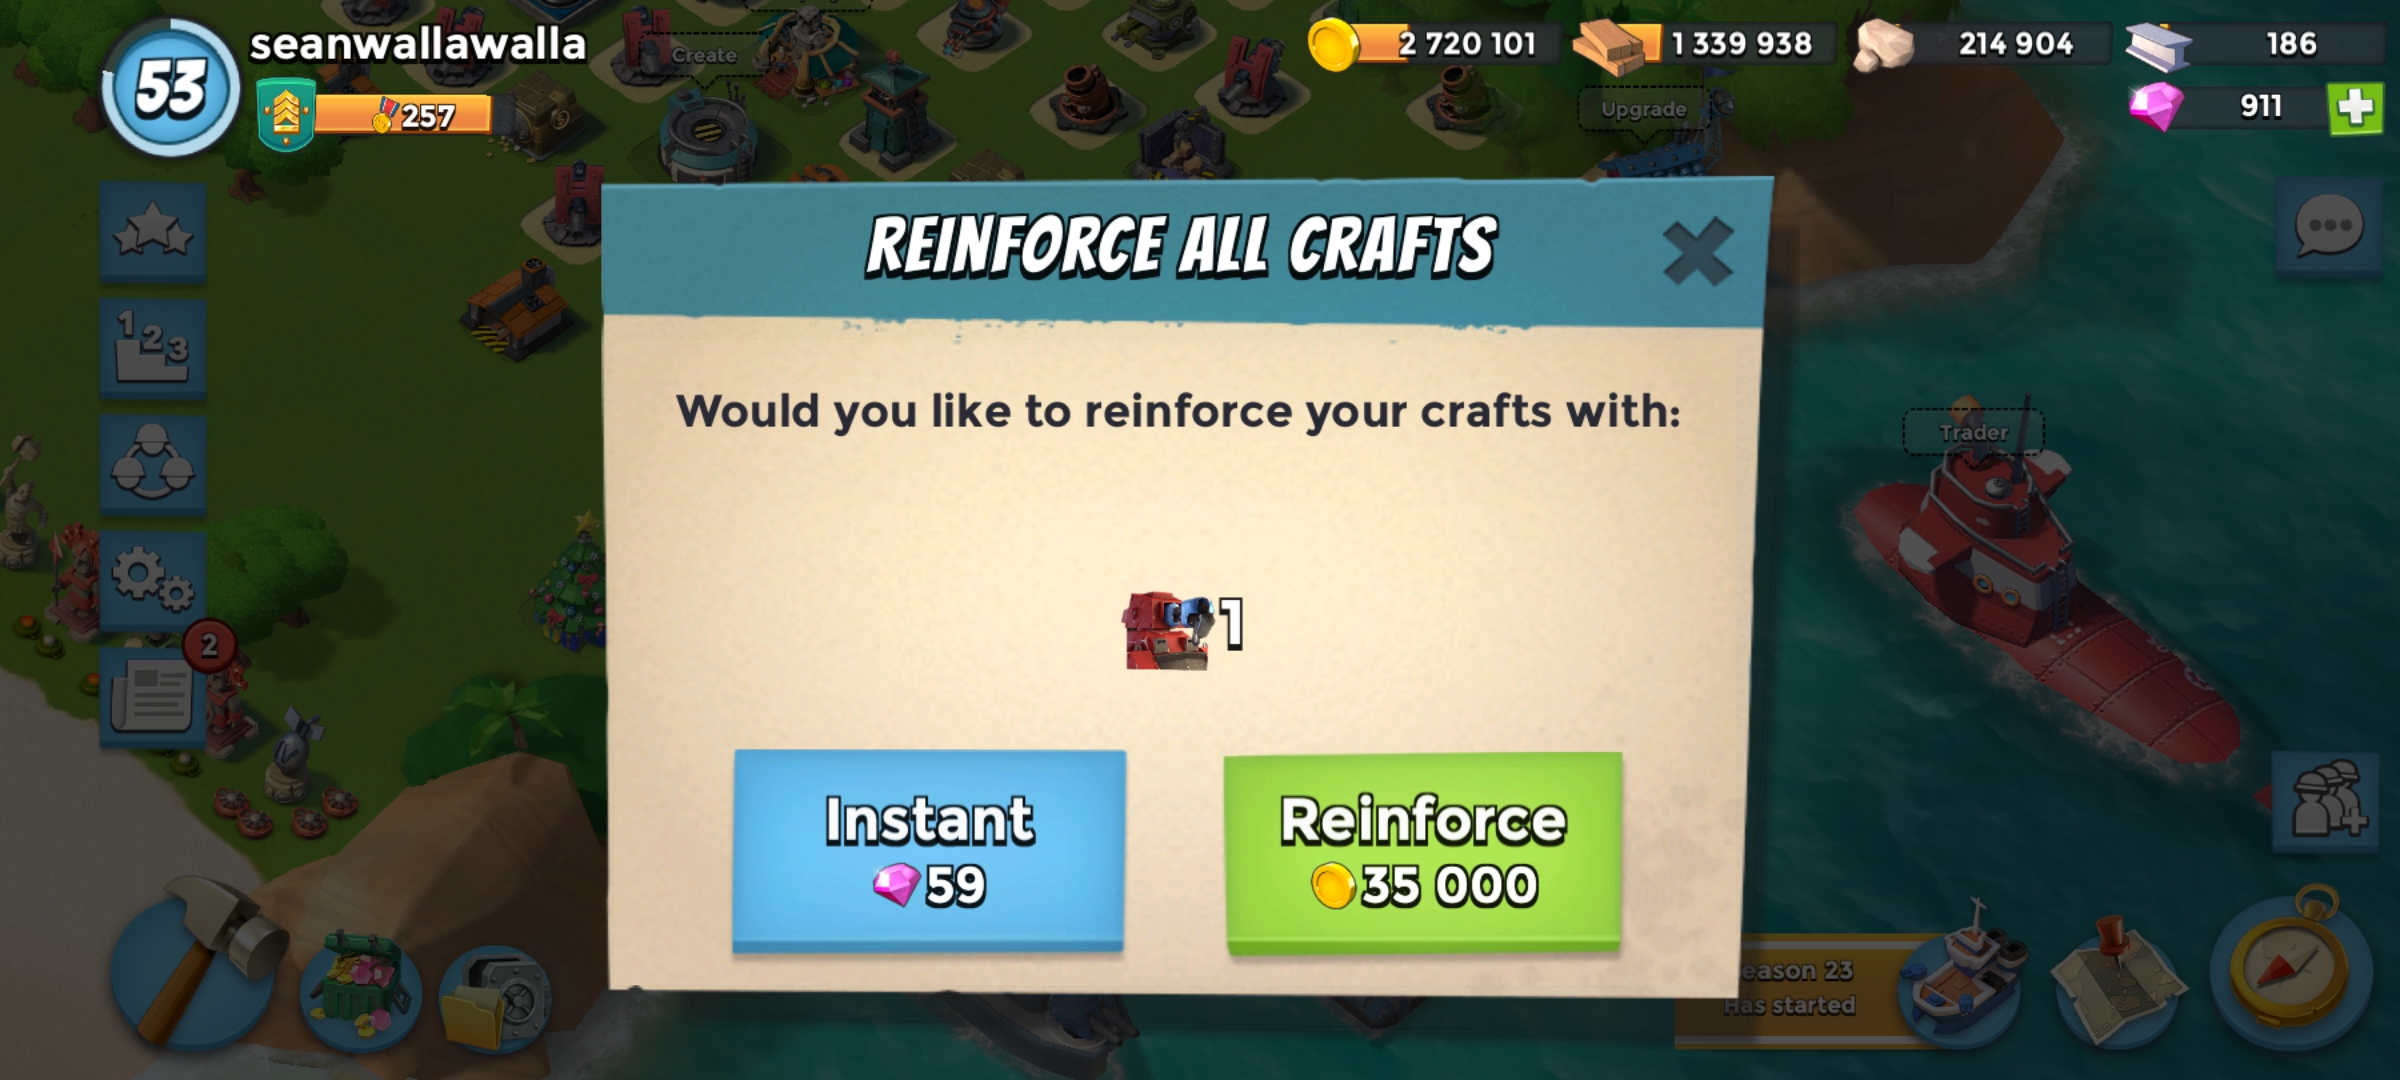 53
seanwallawalla
257
2 720 101
1 339 938
214 904
186
911
Create
Upgrade
REINFORCE ALL CRAFTS
Would you like to reinforce your crafts with:
1
Instant
59
Reinforce
35 000
Trader
1 2 3
2
eason 23
Has started